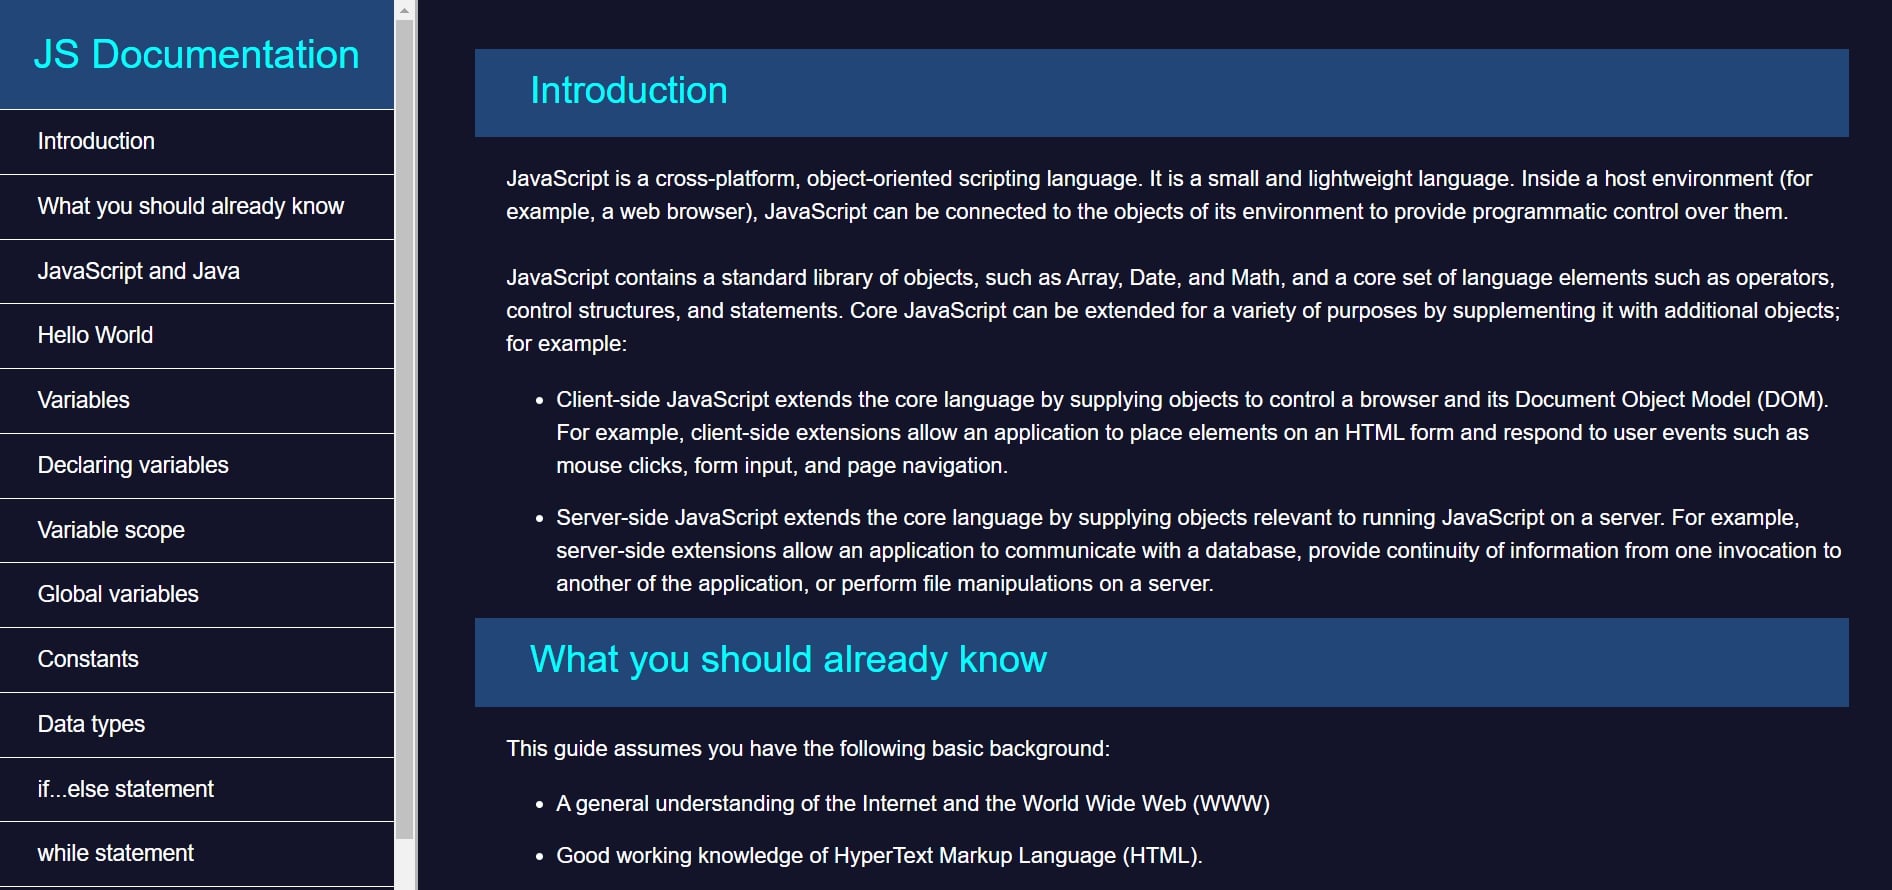 JS Documentation
Introduction
What you should already know
JavaScript and Java
Hello World
Variables
Declaring variables
Variable scope
Global variables
Constants
Data types
if...else statement
while statement
Introduction
JavaScript is a cross-platform, object-oriented scripting language. It is a small and lightweight language. Inside a host environment (for
example, a web browser), JavaScript can be connected to the objects of its environment to provide programmatic control over them.
JavaScript contains a standard library of objects, such as Array, Date, and Math, and a core set of language elements such as operators,
control structures, and statements. Core JavaScript can be extended for a variety of purposes by supplementing it with additional objects;
for example:
• Client-side JavaScript extends the core language by supplying objects to control a browser and its Document Object Model (DOM).
For example, client-side extensions allow an application to place elements on an HTML form and respond to user events such as
mouse clicks, form input, and page navigation.
• Server-side JavaScript extends the core language by supplying objects relevant to running JavaScript on a server. For example,
server-side extensions allow an application to communicate with a database, provide continuity of information from one invocation to
another of the application, or perform file manipulations on a server.
What you should already know
This guide assumes you have the following basic background:
• A general understanding of the Internet and the World Wide Web (WWW)
• Good working knowledge of HyperText Markup Language (HTML).